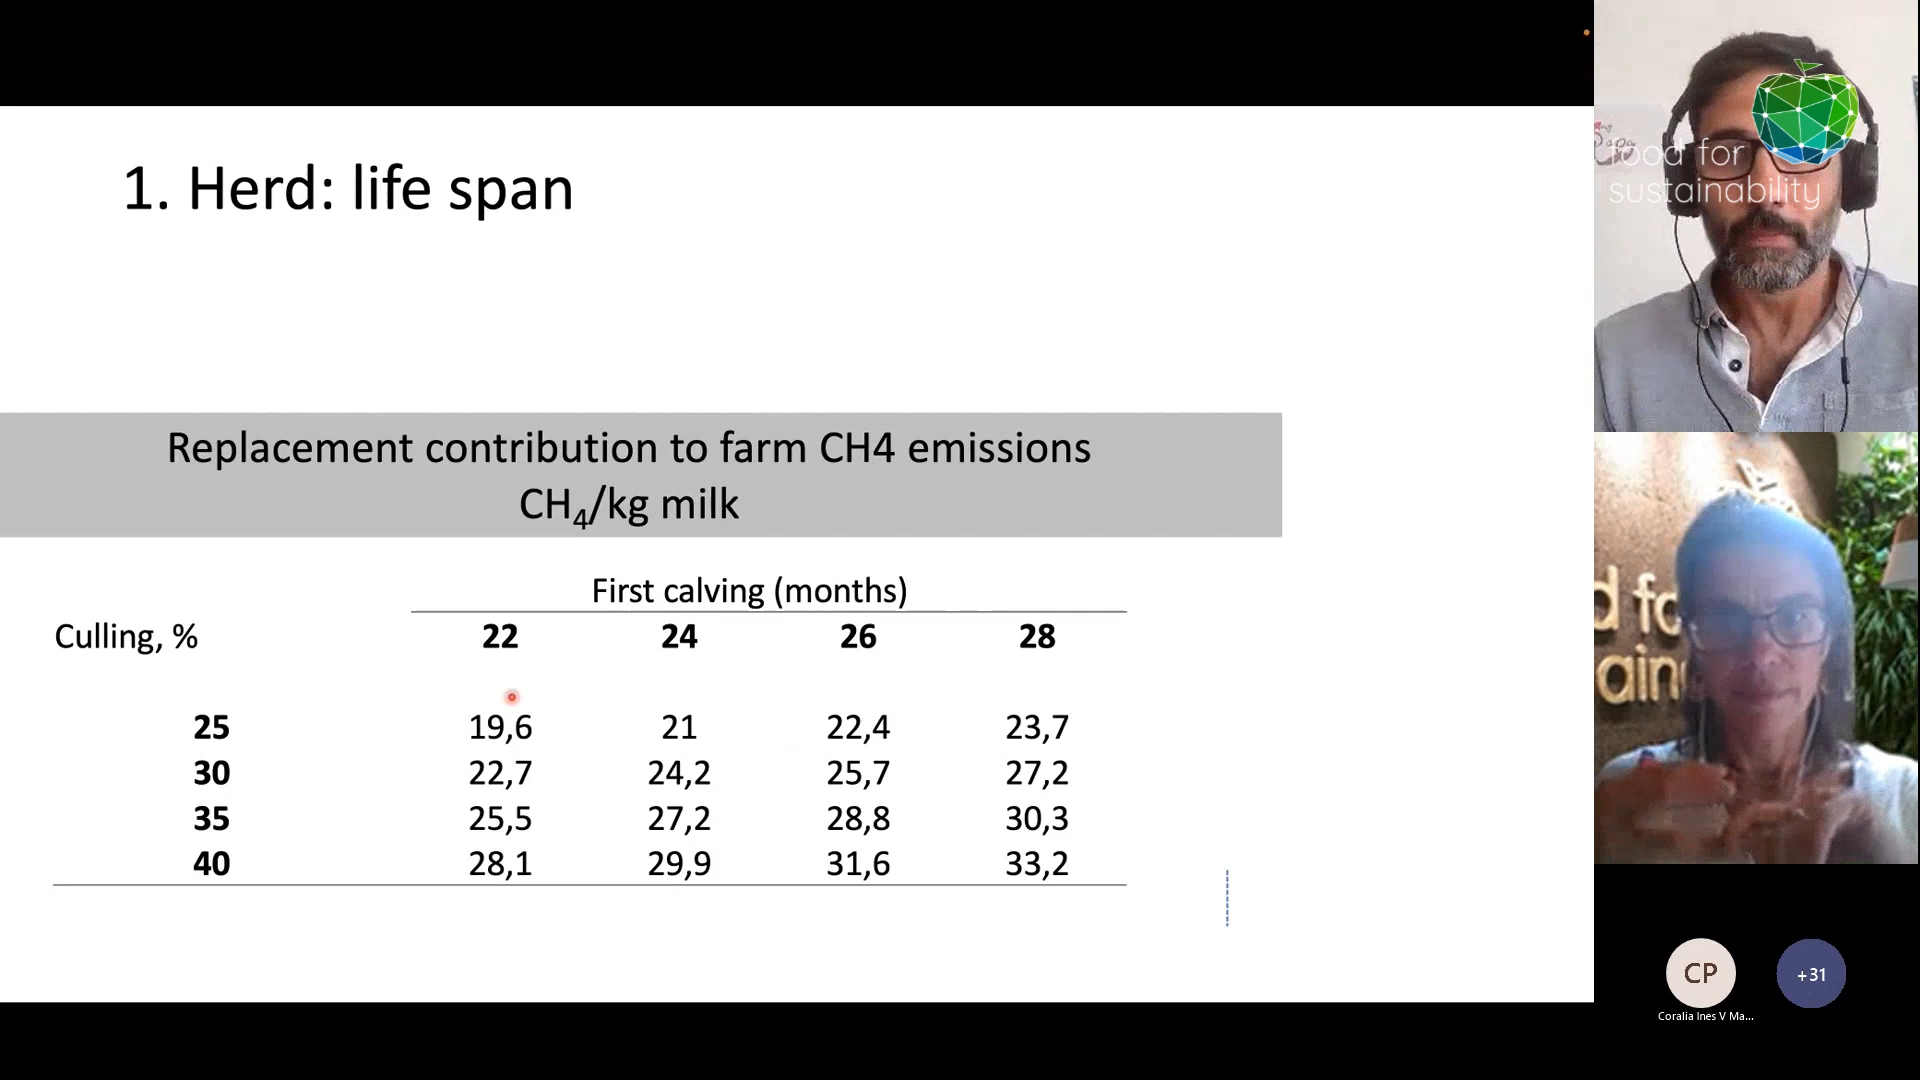 1. Herd: life span
Replacement contribution to farm CH4 emissions
CH₄/kg milk
First calving (months)
Culling, % 22 24 26 28
25 19,6 21 22,4 23,7
30 22,7 24,2 25,7 27,2
35 25,5 27,2 28,8 30,3
40 28,1 29,9 31,6 33,2
food for
sustainability
CP
+31
Coralia Ines V Ma...